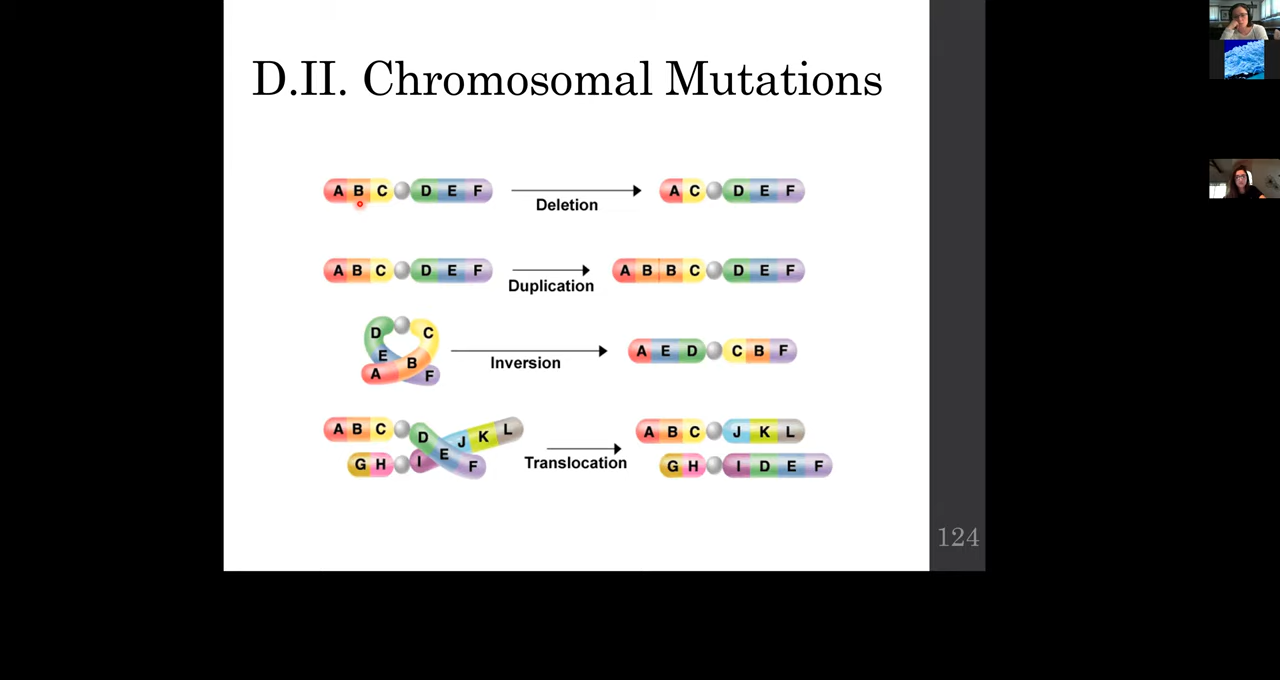 D.II. Chromosomal Mutations
A B C D E F
Deletion
A C D E F
A B C D E F
Duplication
A B B C D E F
D C
E B
A F
Inversion
A E D C B F
A B C D J K L
G H I E F
Translocation
A B C J K L
G H I D E F
124